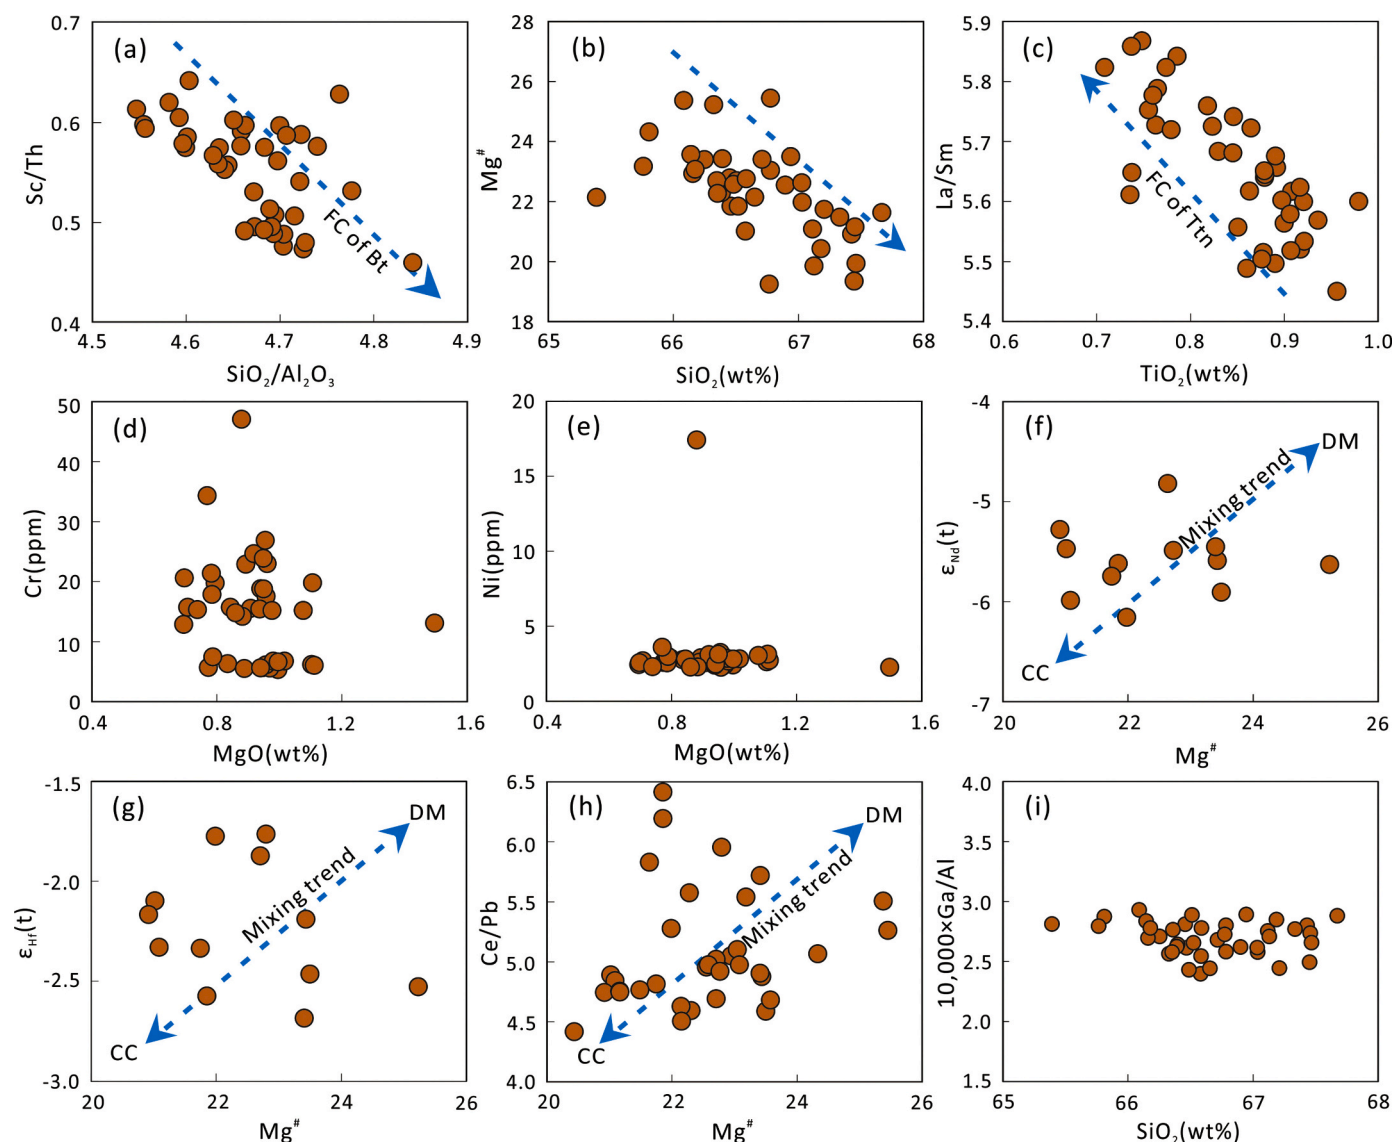 (a)
0.7
0.6
0.5
0.4
Sc/Th
FC of Bt
4.5 4.6 4.7 4.8 4.9
SiO₂/Al₂O₃
(b)
28
26
24
22
20
18
Mg#
65 66 67 68
SiO₂(wt%)
(c)
5.9
5.8
5.7
5.6
5.5
5.4
La/Sm
FC of Ttn
0.6 0.7 0.8 0.9 1.0
TiO₂(wt%)
(d)
50
40
30
20
10
0
Cr(ppm)
0.4 0.8 1.2 1.6
MgO(wt%)
(e)
20
15
10
5
0
Ni(ppm)
0.4 0.8 1.2 1.6
MgO(wt%)
(f)
-4
-5
-6
-7
εNd(t)
DM
Mixing trend
CC
20 22 24 26
Mg#
(g)
-1.5
-2.0
-2.5
-3.0
εHf(t)
DM
Mixing trend
CC
20 22 24 26
Mg#
(h)
6.5
6.0
5.5
5.0
4.5
4.0
Ce/Pb
DM
Mixing trend
CC
20 22 24 26
Mg#
(i)
4.0
3.5
3.0
2.5
2.0
1.5
10,000×Ga/Al
65 66 67 68
SiO₂(wt%)